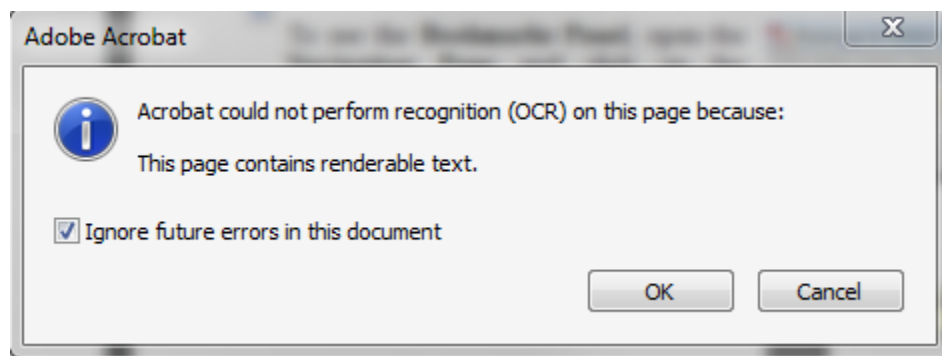 Adobe Acrobat
Acrobat could not perform recognition (OCR) on this page because:
This page contains renderable text.
Ignore future errors in this document
OK
Cancel